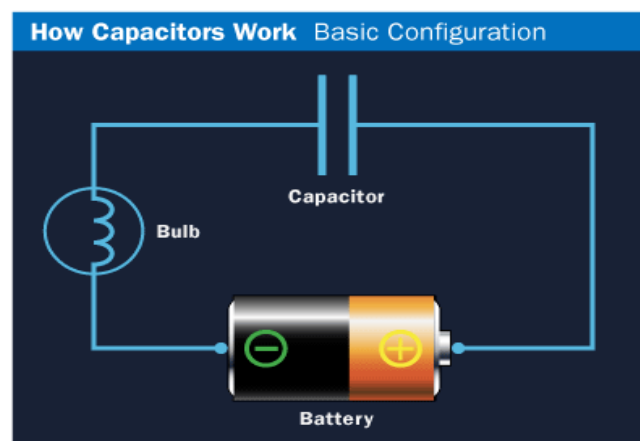 How Capacitors Work Basic Configuration
Capacitor
Bulb
− +
Battery